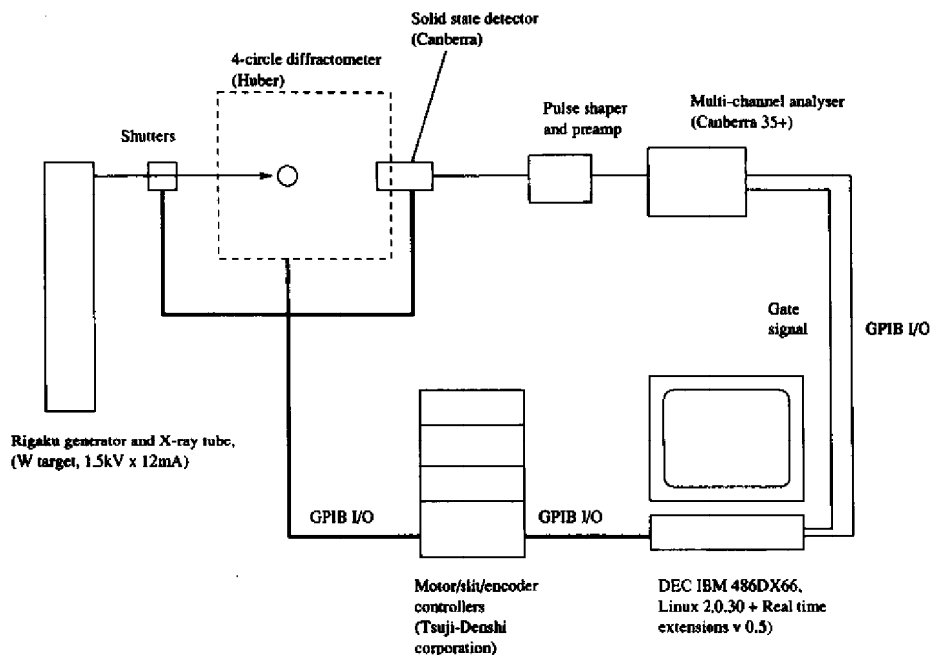 Solid state detector
(Canberra)
4-circle diffractometer
(Huber)
Multi-channel analyser
(Canberra 35+)
Pulse shaper
and preamp
Shutters
Gate
signal
GPIB I/O
Rigaku generator and X-ray tube,
(W target, 1.5kV x 12mA)
GPIB I/O
GPIB I/O
Motor/slit/encoder
controllers
(Tsuji-Denshi
corporation)
DEC IBM 486DX66,
Linux 2.0.30 + Real time
extensions v 0.5)